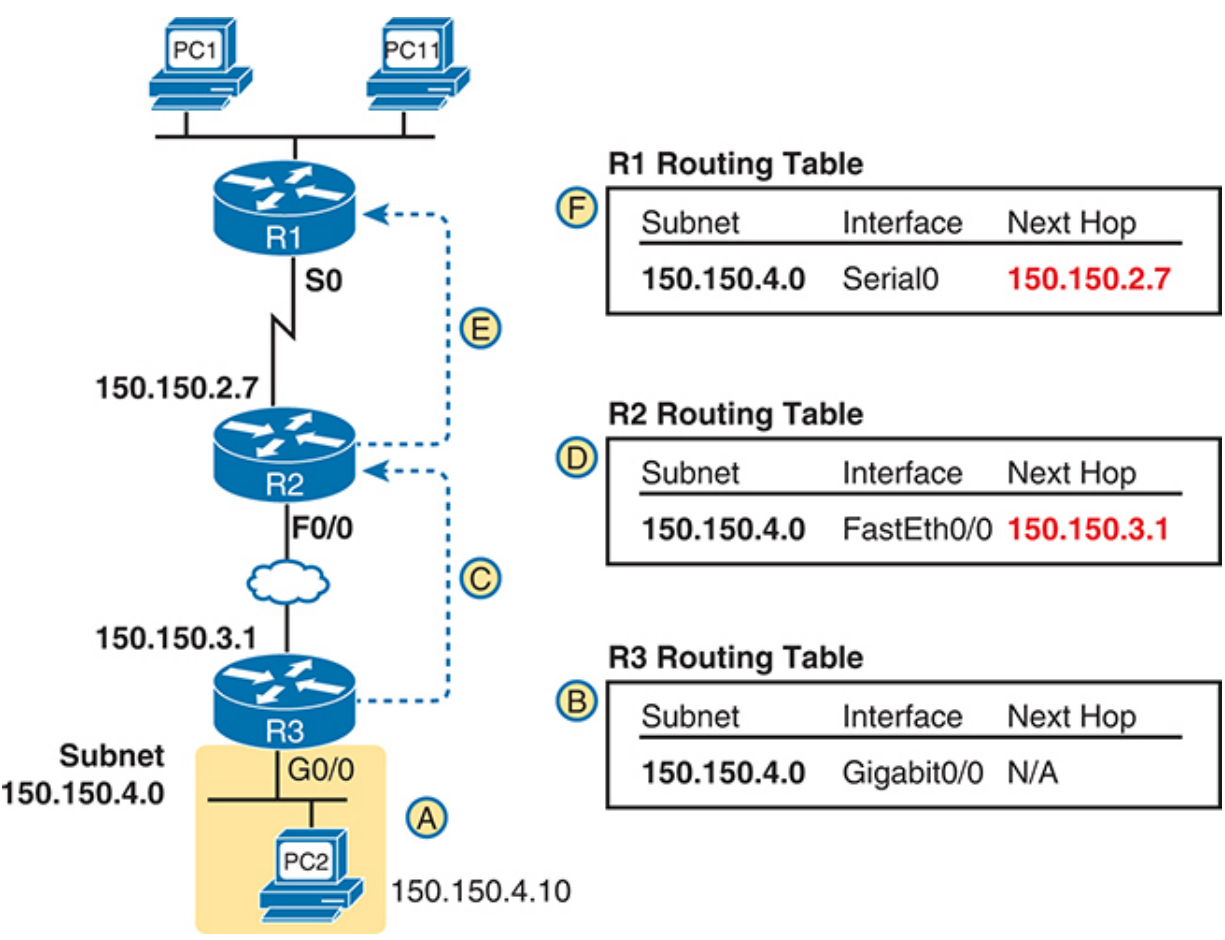 PC1
PC11
R1
S0
E
150.150.2.7
R2
F0/0
C
150.150.3.1
R3
Subnet
150.150.4.0
G0/0
A
PC2
150.150.4.10
R1 Routing Table
F
Subnet Interface Next Hop
150.150.4.0 Serial0 150.150.2.7
R2 Routing Table
D
Subnet Interface Next Hop
150.150.4.0 FastEth0/0 150.150.3.1
R3 Routing Table
B
Subnet Interface Next Hop
150.150.4.0 Gigabit0/0 N/A